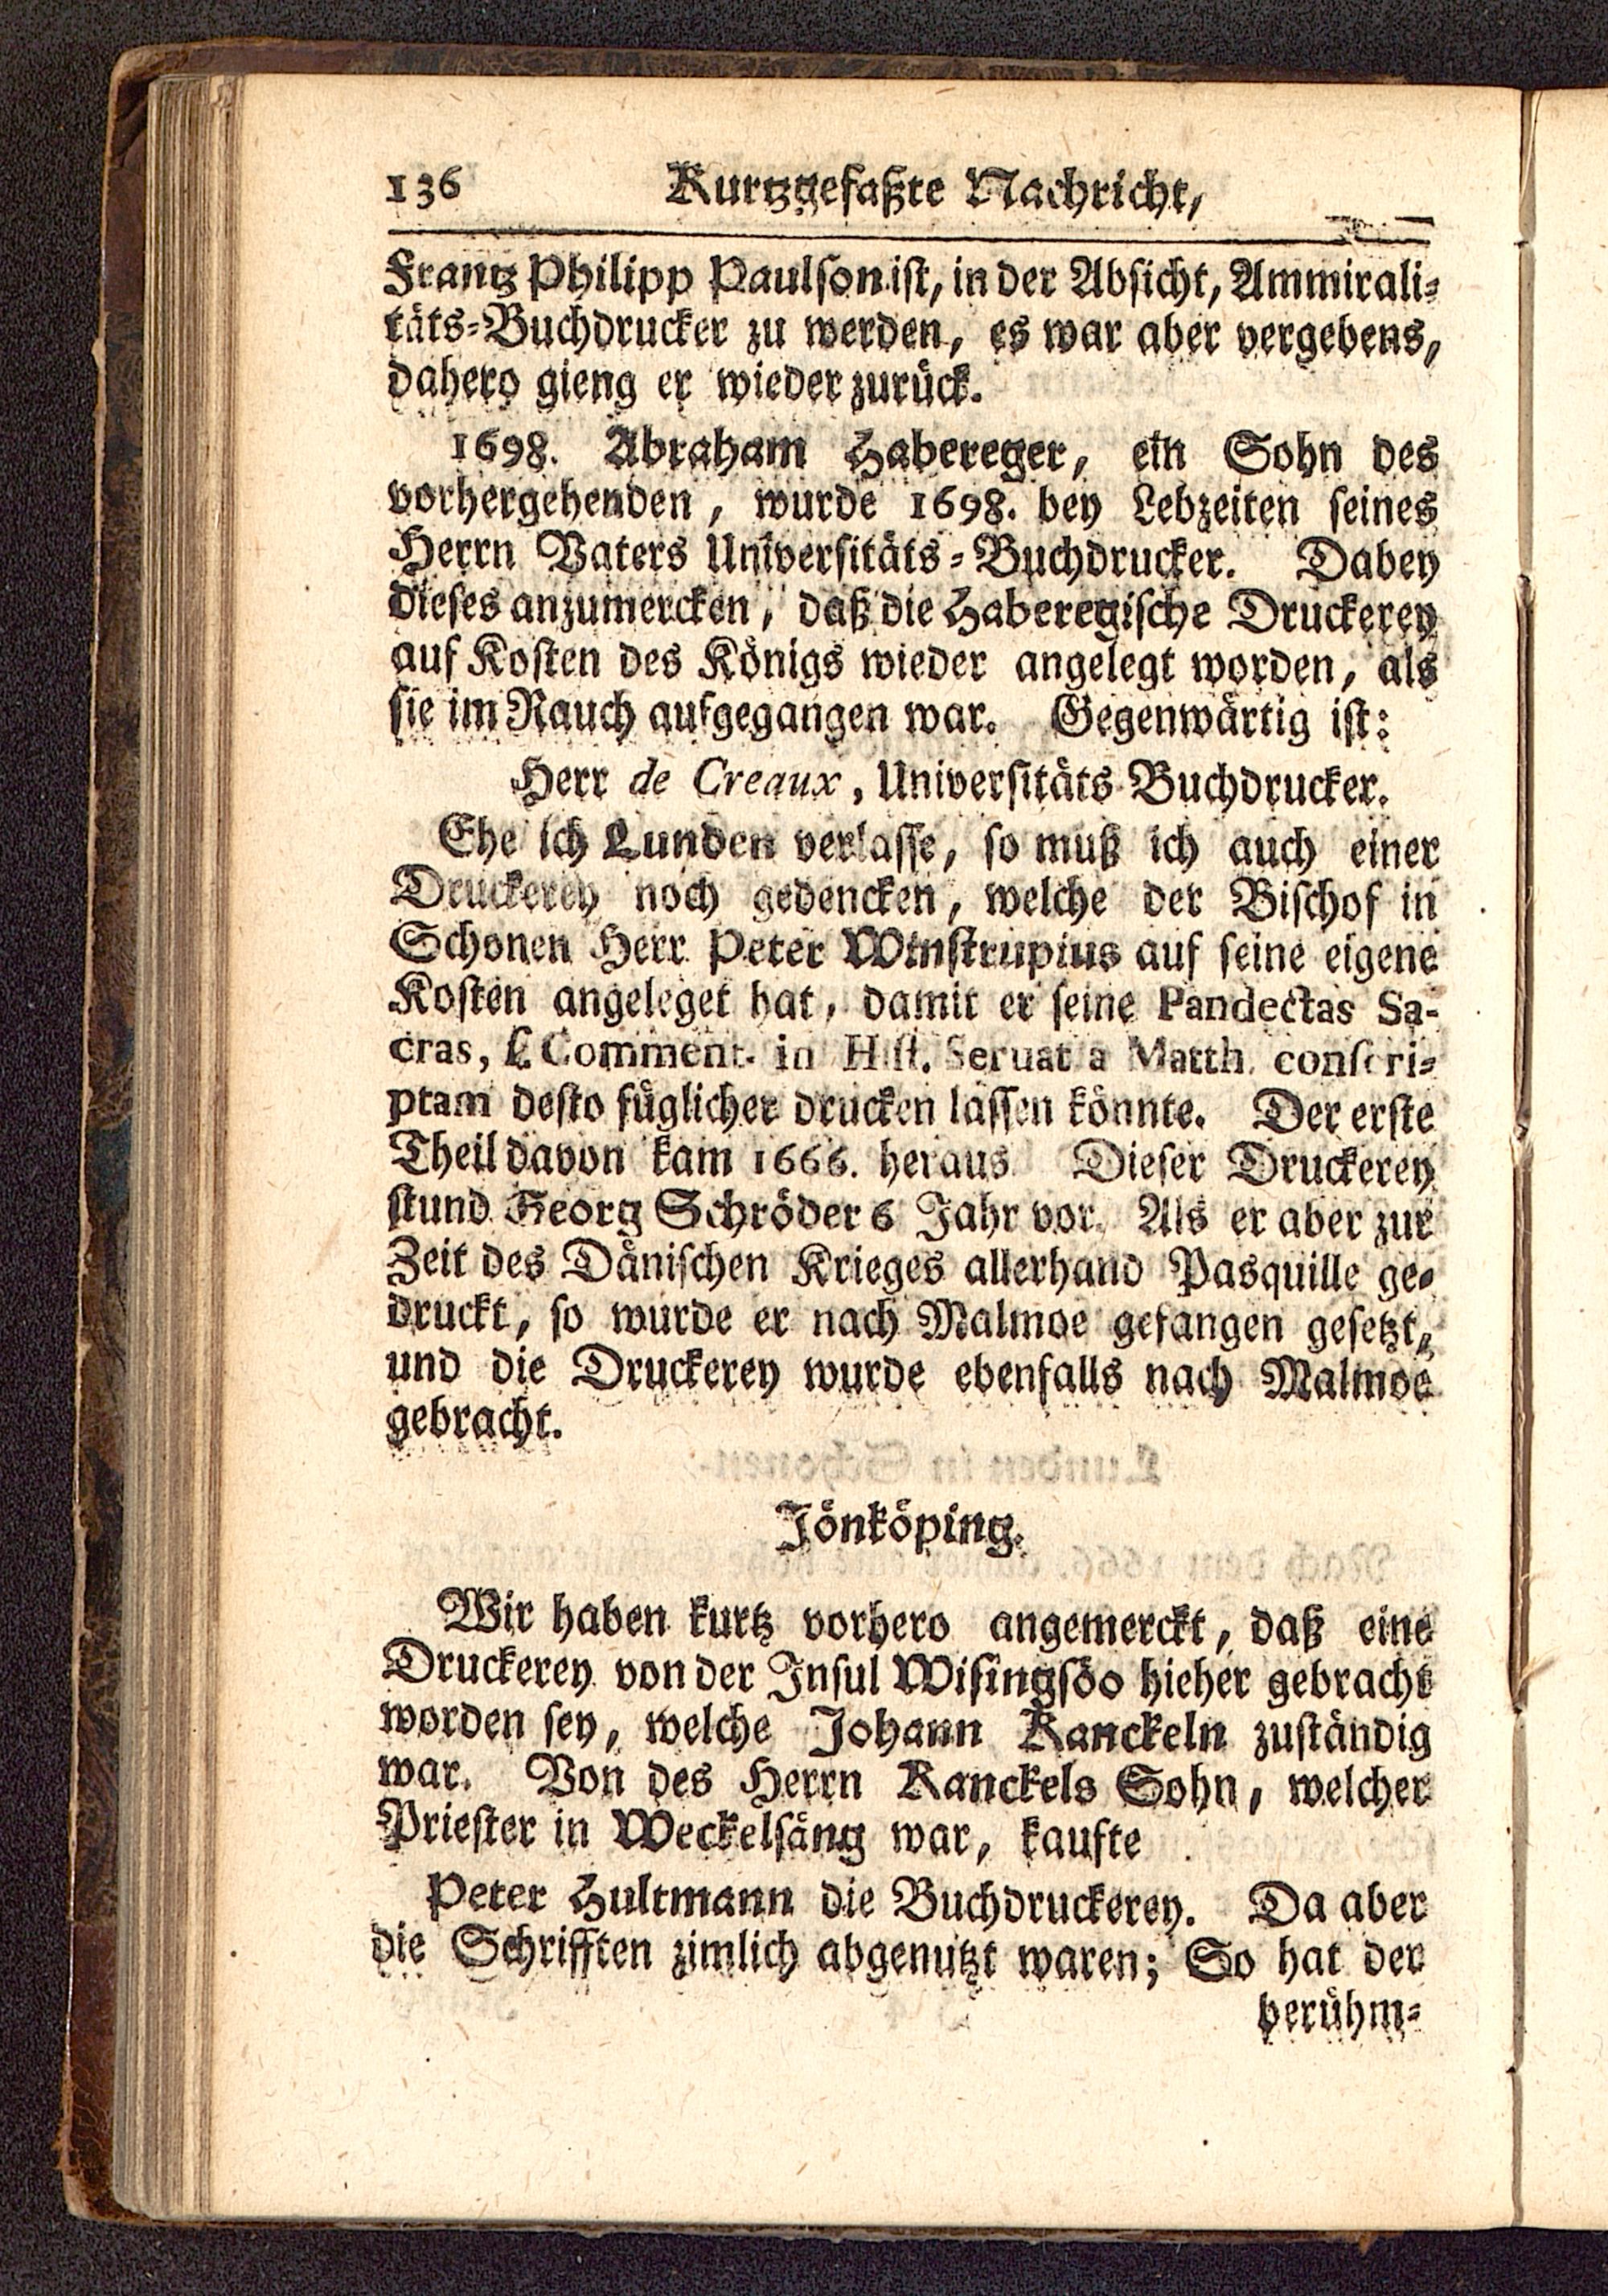 136 Kurtzgefaßte Nachricht,
Frantz Philipp Paulson ist, in der Absicht, Ammirali-
täts-Buchdrucker zu werden, es war aber vergebens,
dahero gieng er wieder zurück.
1698. Abraham Habereger, ein Sohn des
vorhergehenden, wurde 1698. bey Lebzeiten seines
Herrn Vaters Universitäts-Buchdrucker. Dabey
dieses anzumercken, daß die Haberegische Druckerey
auf Kosten des Königs wieder angelegt worden, als
sie im Rauch aufgegangen war. Gegenwärtig ist:
Herr de Creaux, Universitäts-Buchdrucker.
Ehe ich Lunden verlasse, so muß ich auch einer
Druckerey noch gedencken, welche der Bischof in
Schonen Herr Peter Winstrupius auf seine eigene
Kosten angeleget hat, damit er seine Pandectas Sa-
cras, s. Comment. in Hist. Seruat a Matth. conscri-
ptam desto füglicher drucken lassen könnte. Der erste
Theil davon kam 1666. heraus Dieser Druckerey
stund Georg Schröder 6 Jahr vor. Als er aber zur
Zeit des Dänischen Krieges allerhand Pasquille ge-
druckt, so wurde er nach Malmoe gefangen gesetzt,
und die Druckerey wurde ebenfalls nach Malmoe
gebracht.
Jönköping.
Wir haben kurtz vorhero angemerckt, daß eine
Druckerey von der Insul Wisingsöo hieher gebracht
worden sey, welche Johann Kanckeln zuständig
war. Von des Herrn Kanckels Sohn, welcher
Priester in Weckelsäng war, kaufte
Peter Hultmann die Buchdruckerey. Da aber
die Schrifften zimlich abgenutzt waren; So hat der
berühm-